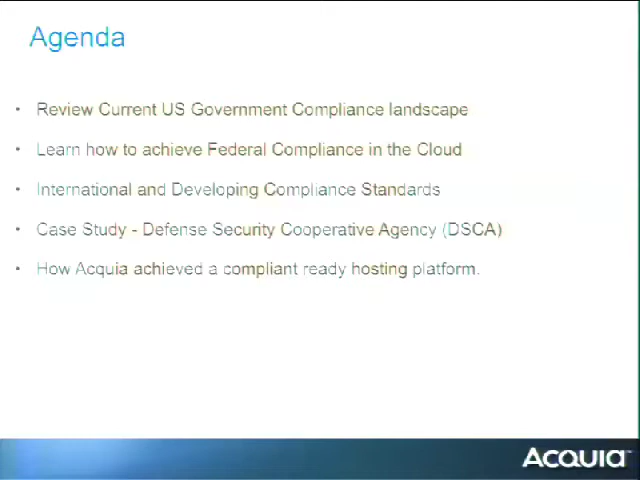 Agenda
• Review Current US Government Compliance landscape
• Learn how to achieve Federal Compliance in the Cloud
• International and Developing Compliance Standards
• Case Study - Defense Security Cooperative Agency (DSCA)
• How Acquia achieved a compliant ready hosting platform.
ACQUIA